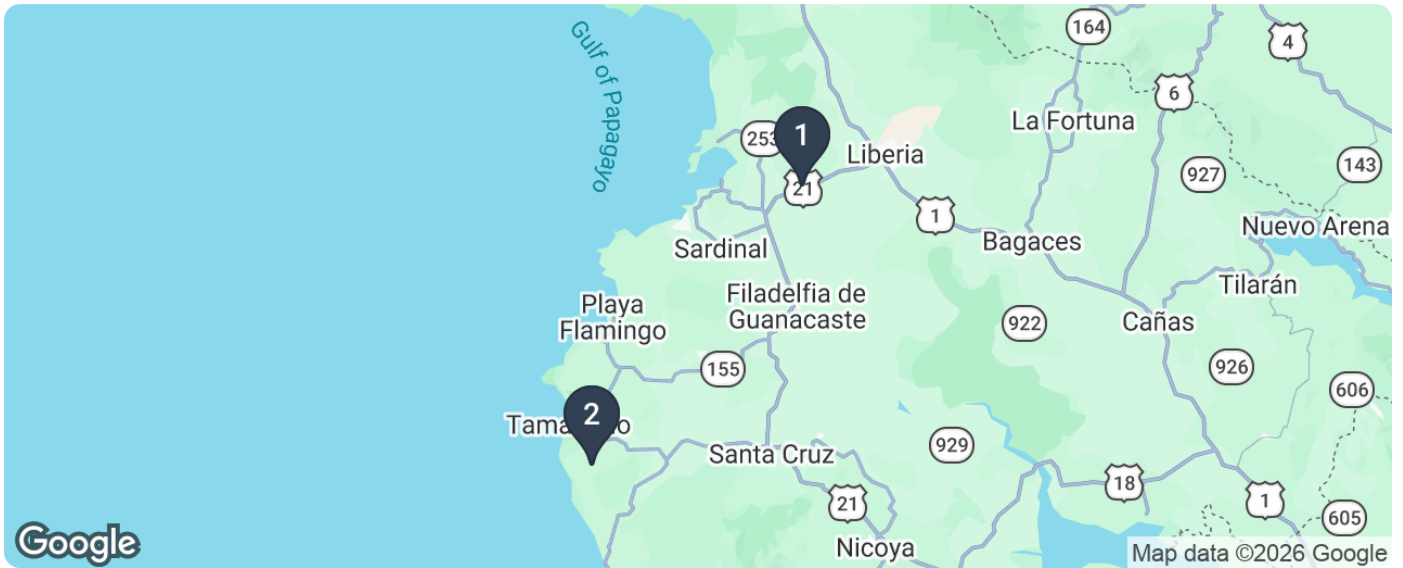 Gulf of Papagayo
164
4
6
La Fortuna
253
1
Liberia
143
927
21
1
Nuevo Arenal
Sardinal
Bagaces
Tilarán
Playa
Flamingo
Filadelfia de
Guanacaste
922
Cañas
155
926
606
2
929
Santa Cruz
18
21
1
605
Nicoya
Google
Map data ©2026 Google